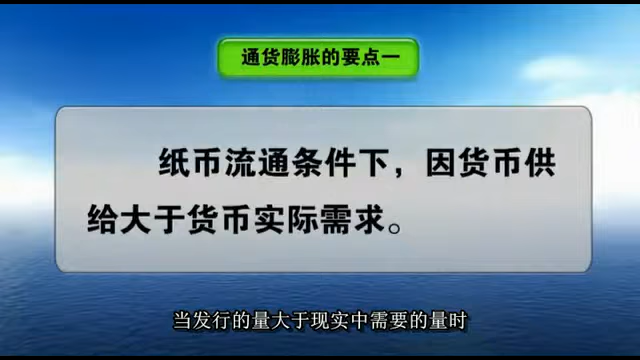 通货膨胀的要点一
纸币流通条件下，因货币供
给大于货币实际需求。
当发行的量大于现实中需要的量时